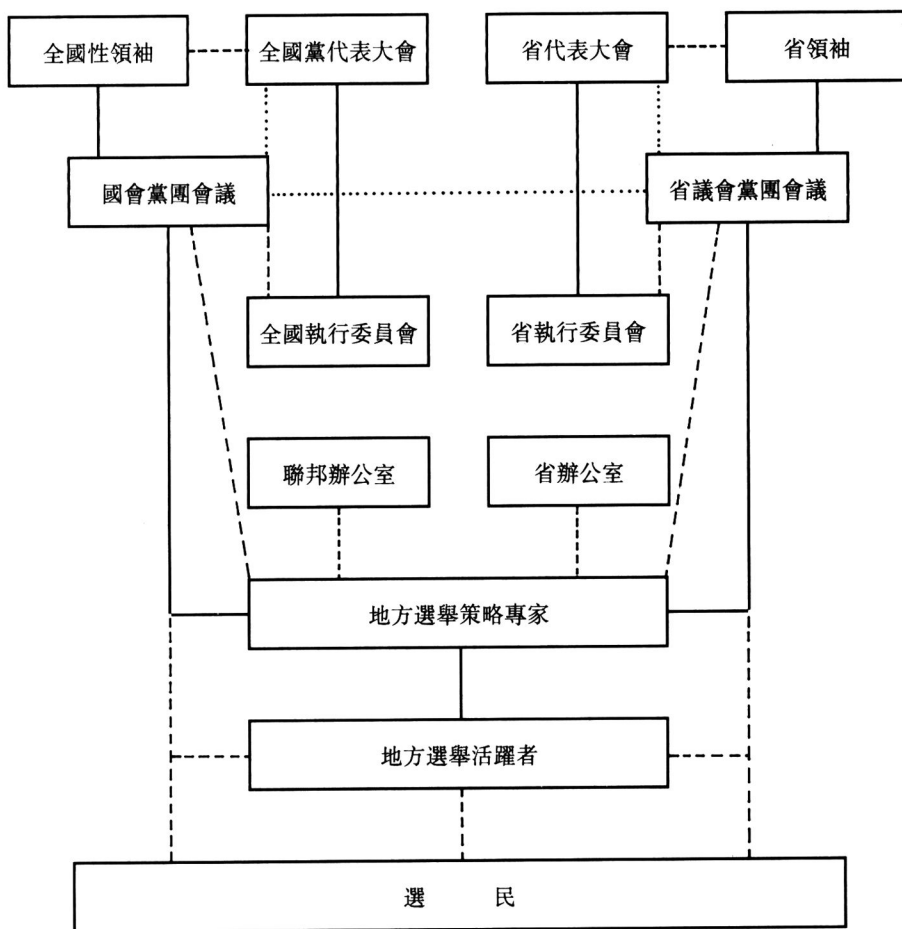 全國性領袖
全國黨代表大會
省代表大會
省領袖
國會黨團會議
省議會黨團會議
全國執行委員會
省執行委員會
聯邦辦公室
省辦公室
地方選舉策略專家
地方選舉活躍者
選 民